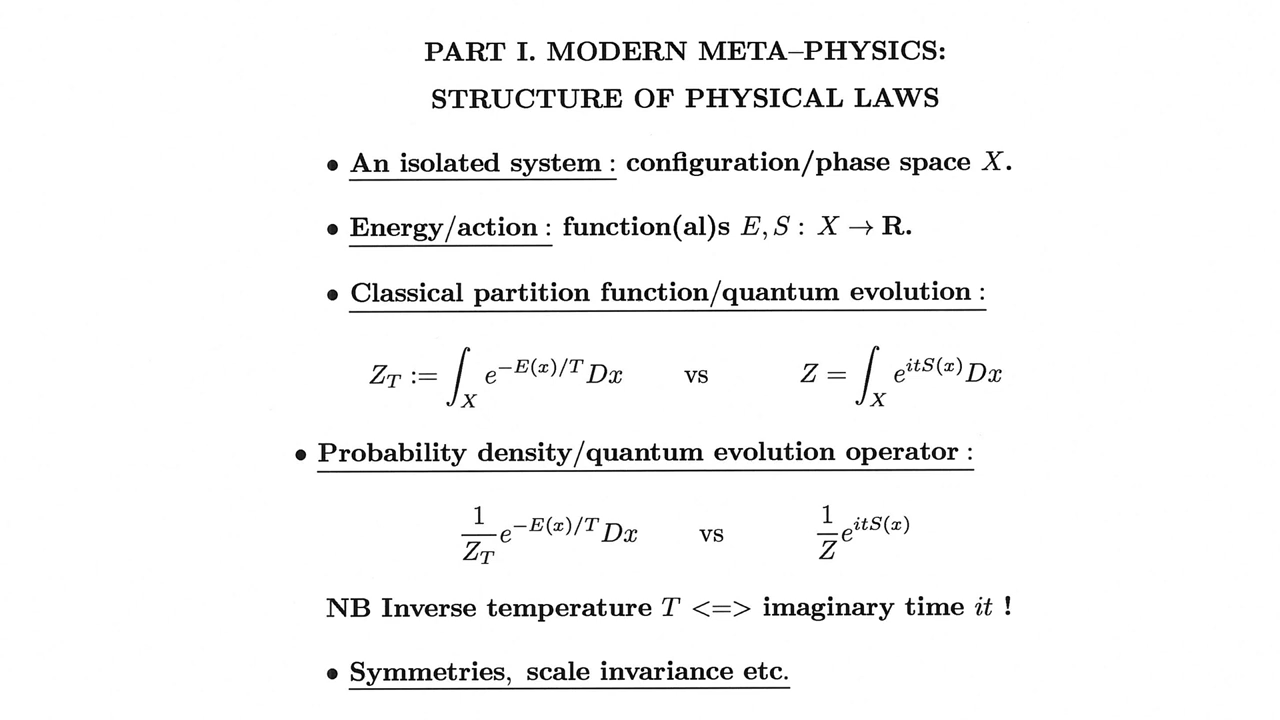 PART I. MODERN META–PHYSICS:
STRUCTURE OF PHYSICAL LAWS
• An isolated system : configuration/phase space X.
• Energy/action : function(al)s E, S : X → R.
• Classical partition function/quantum evolution :
Z_T := ∫_X e^{−E(x)/T} Dx vs Z = ∫_X e^{itS(x)} Dx
• Probability density/quantum evolution operator :
\frac{1}{Z_T} e^{−E(x)/T} Dx vs \frac{1}{Z} e^{itS(x)}
NB Inverse temperature T <=> imaginary time it !
• Symmetries, scale invariance etc.